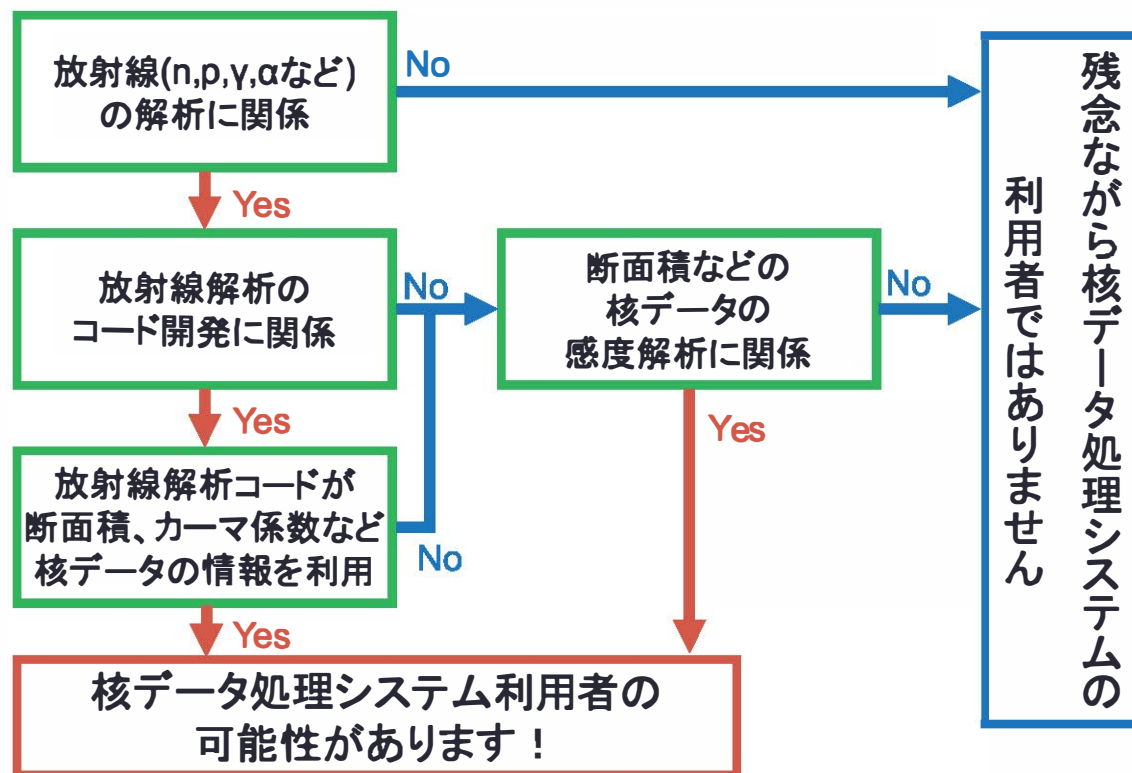 放射線(n,p,γ,αなど)
の解析に関係
No
Yes
放射線解析の
コード開発に関係
No
断面積などの
核データの
感度解析に関係
No
Yes
Yes
放射線解析コードが
断面積、カーマ係数など
核データの情報を利用
No
Yes
核データ処理システム利用者の
可能性があります！
残念ながら核データ処理システムの
利用者ではありません